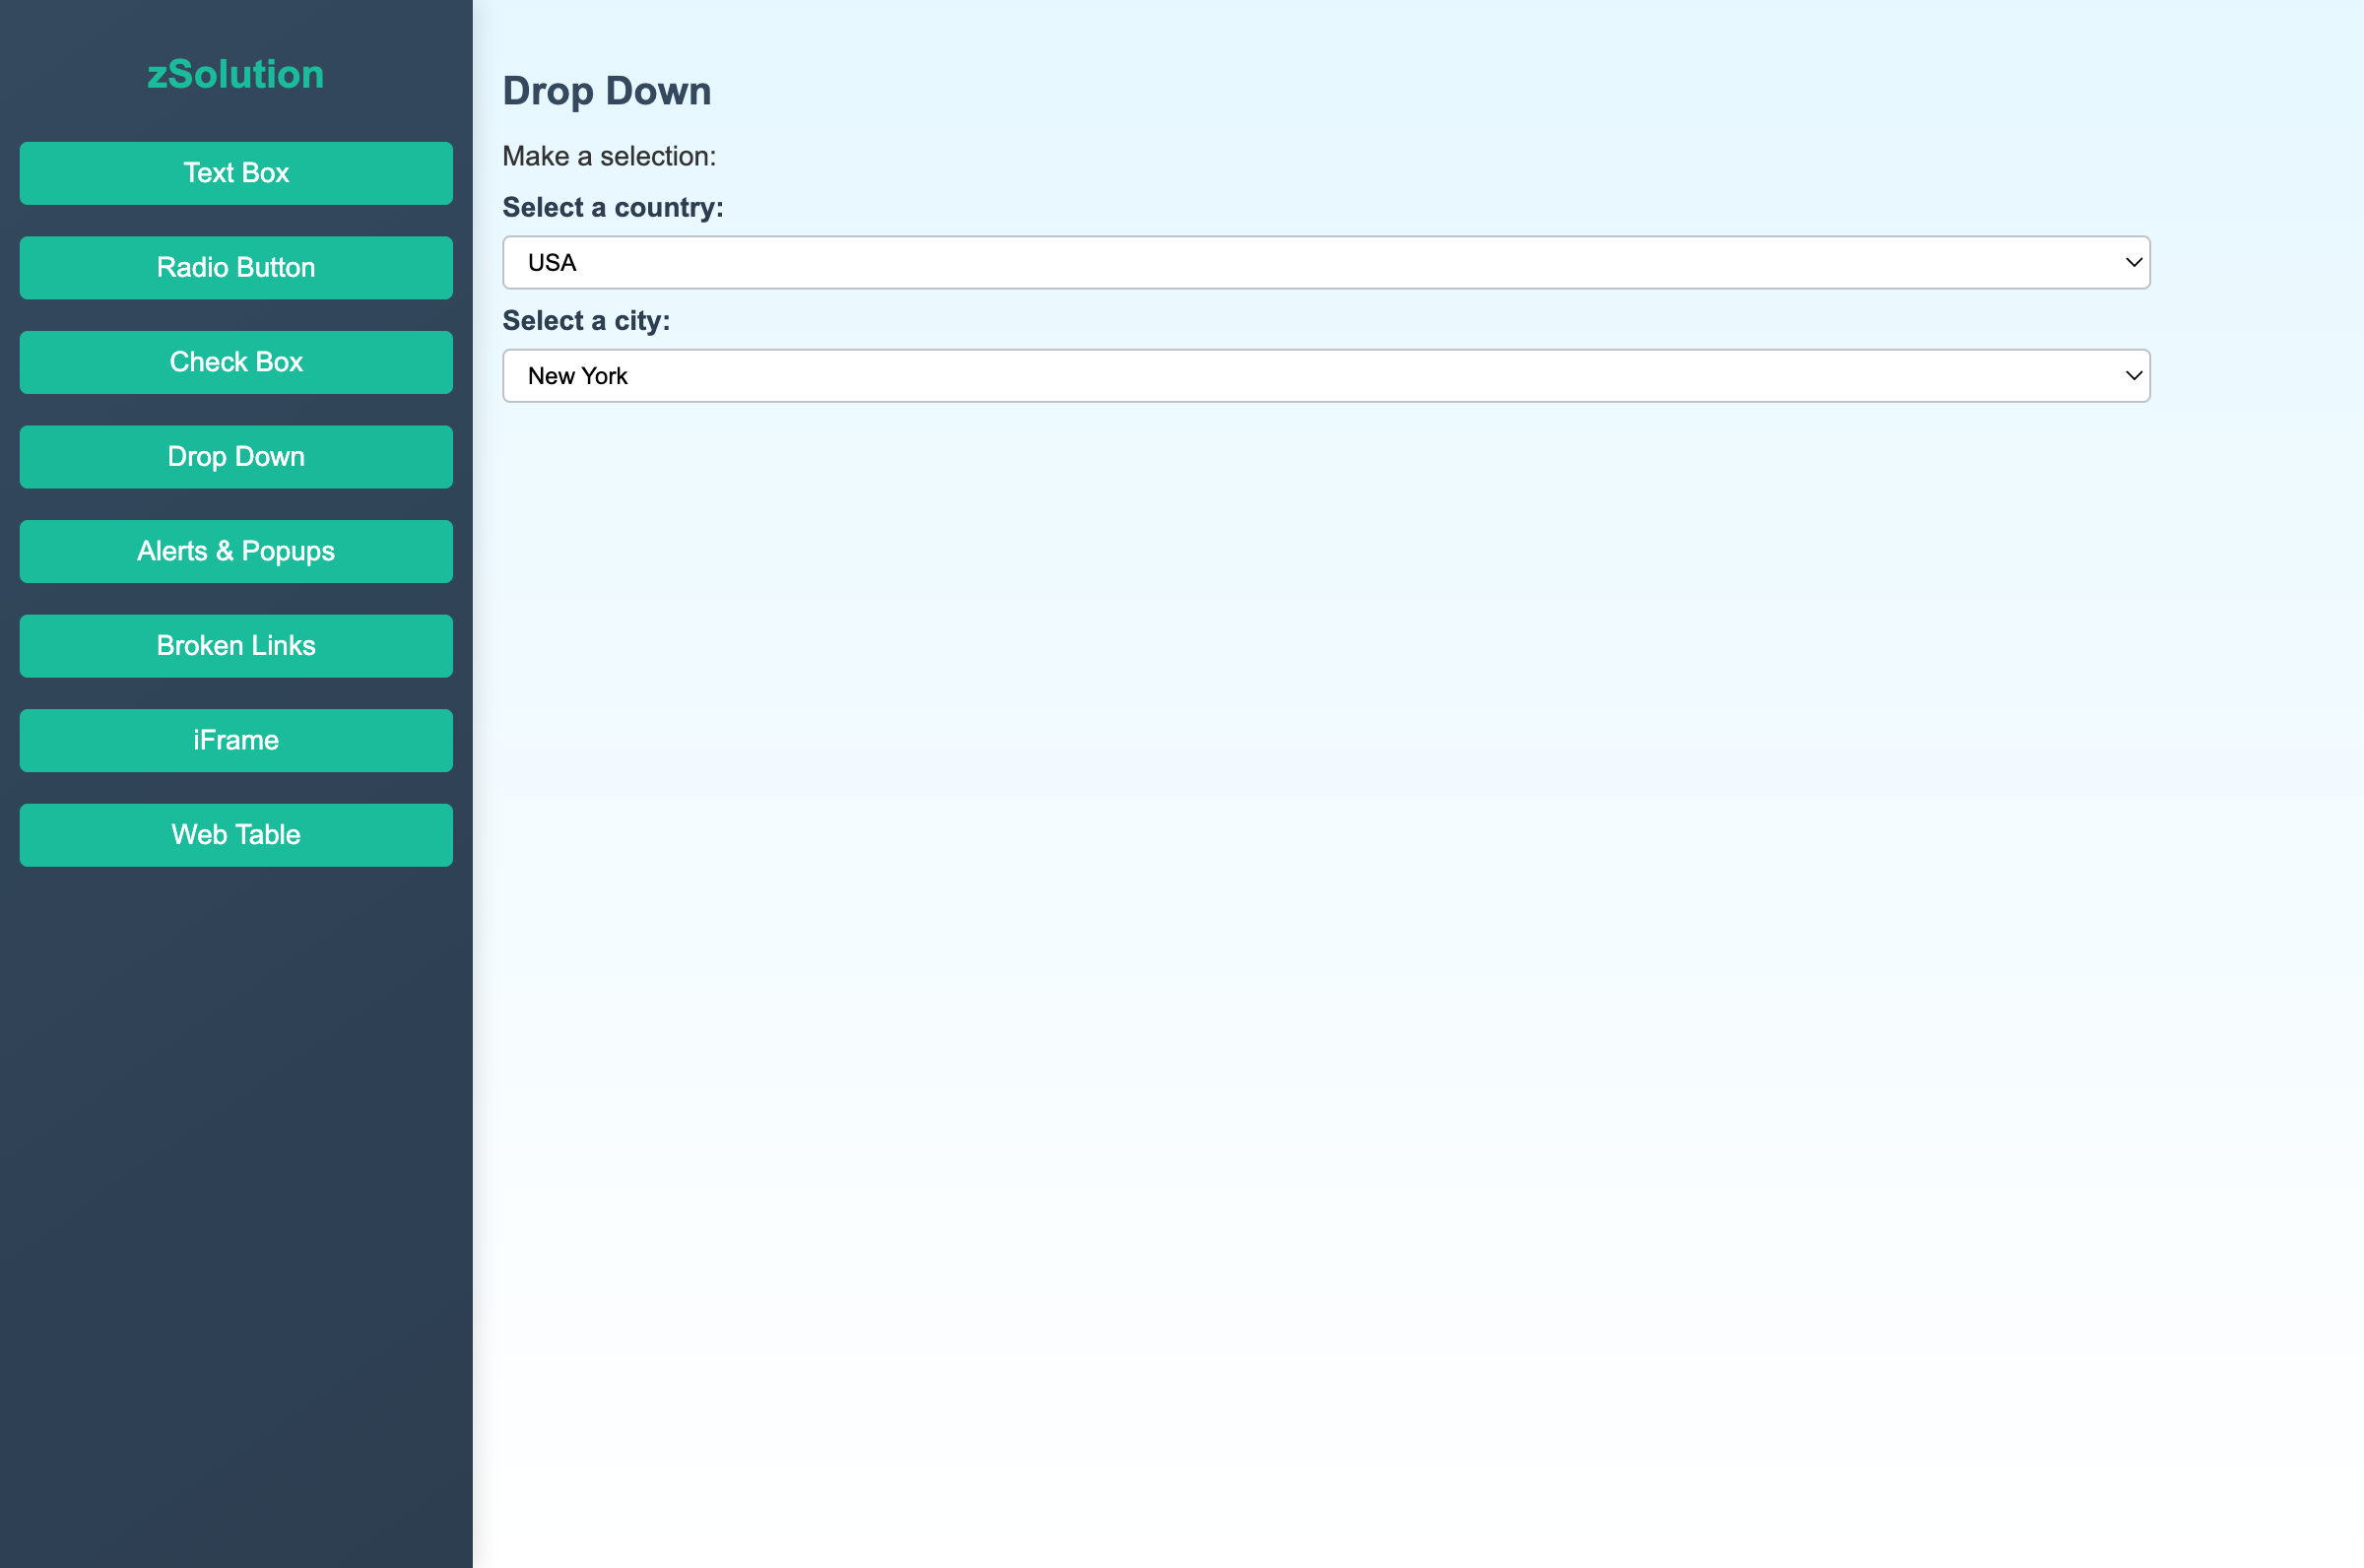 zSolution
Text Box
Radio Button
Check Box
Drop Down
Alerts & Popups
Broken Links
iFrame
Web Table
Drop Down
Make a selection:
Select a country:
USA
Select a city:
New York